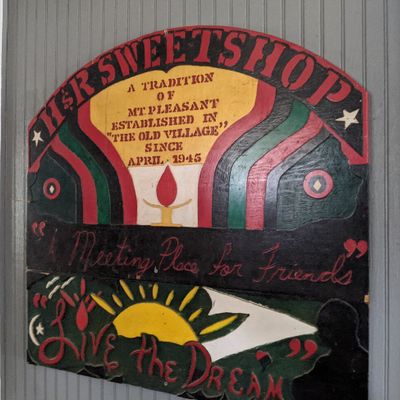 H&R SWEETSHOP
A TRADITION
OF
MT. PLEASANT
ESTABLISHED IN
"THE OLD VILLAGE"
SINCE
APRIL - 1945
"A Meeting Place for Friends"
"LIVE the DREAM"